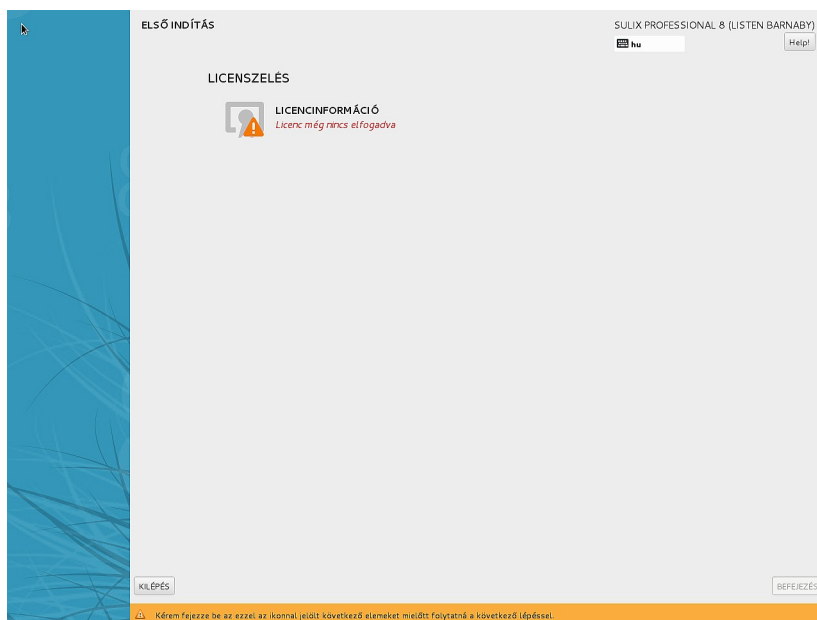 ELSŐ INDÍTÁS
SULIX PROFESSIONAL 8 (LISTEN BARNABY)
hu
Help!
LICENSZELÉS
LICENCINFORMÁCIÓ
Licenc még nincs elfogadva
KILÉPÉS
BEFEJEZÉS
Kérem fejezze be az ezzel az ikonnal jelölt következő elemeket mielőtt folytatná a következő lépéssel.